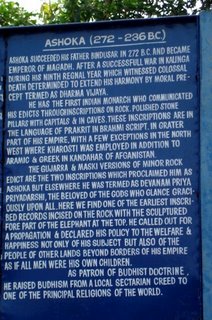 ASHOKA (272 - 236 B.C)
ASHOKA SUCCEEDED HIS FATHER BINDUSAR IN 272 B.C. AND BECAME
EMPEROR OF MAGADH. AFTER A SUCCESSFULL WAR IN KALINGA
DURING HIS NINTH REGNAL YEAR WHICH WITNESSED COLOSSAL
DEATH DETERMINDED TO EXTEND HIS HARMONY BY MORAL PRE-
CEPT TERMED AS DHARMA VIJAYA.
HE HAS THE FIRST INDIAN MONARCH WHO COMMUNICATED
HIS EDICTS THROUGH INSCRIPTIONS ON ROCK. POLISHED STONE
PILLARS WITH CAPITALS & IN CAVES. THESE INSCRIPTIONS ARE IN
THE LANGUAGE OF PRAKRIT IN BRAHMI SCRIPT, IN GRATER
PART OF HIS EMPIRE, WITH A FEW EXCEPTIONS IN THE NORTH
WEST WHERE KHAROSTI WAS EMPLOYED IN ADDITION TO
ARAMIC & GREEK IN KANDHAR OF AFGANISTHA
THE GUJARRA & MASKI VERSIONS OF MINOR ROCK
EDICT ARE THE TWO INSCRIPTIONS WHICH PROCLAIMED HIM AS
ASHOKA BUT ELSEWHERE HE WAS TERMED AS DEVANAM PRIYA
PRIYADARSHI, THE BELOVED OF THE GODS WHO GLANCE GRACI-
OUSLY UPON ALL. HERE WE FIND ONE OF THE EARLIEST INSCRI-
BED RECORDS INCISED ON THE ROCK WITH THE SCULPTURED
FORE PART OF THE ELEPHANT AT THE TOP. HE CALLED OUT FOR
A PROPAGATION & DECLARED HIS POLICY TO THE WELFARE &
HAPPINESS NOT ONLY OF HIS SUBJECT BUT ALSO OF THE
PEOPLE OF OTHER LANDS BEYOND BORDERS OF HIS EMPIRE
AS IF ALL MEN WERE HIS OWN CHILDREN.
AS PATRON OF BUDHIST DOCTRINE,
HE RAISED BUDHISM FROM A LOCAL SECTARIAN CREED TO
ONE OF THE PRINCIPAL RELIGIONS OF THE WORLD.